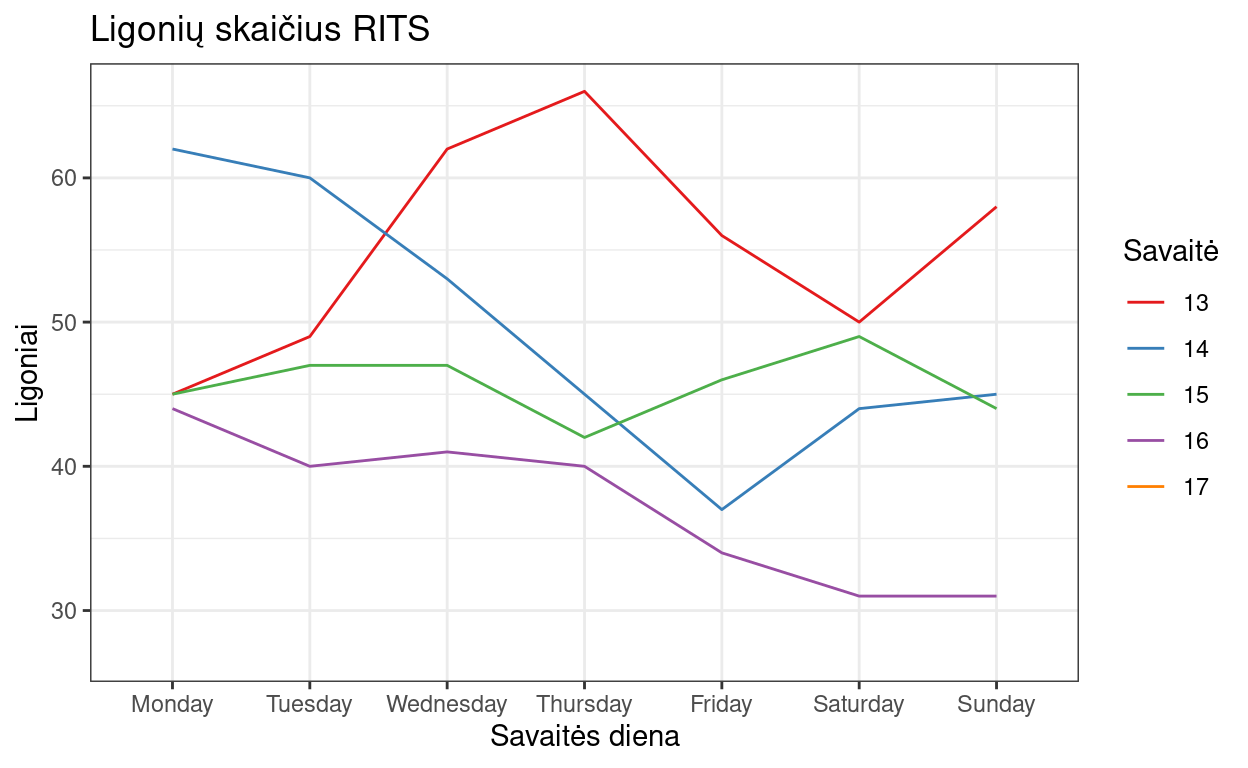 Ligonių skaičius RITS
Ligoniai
60
50
40
30
Monday Tuesday Wednesday Thursday Friday Saturday Sunday
Savaitės diena
Savaitė
13
14
15
16
17